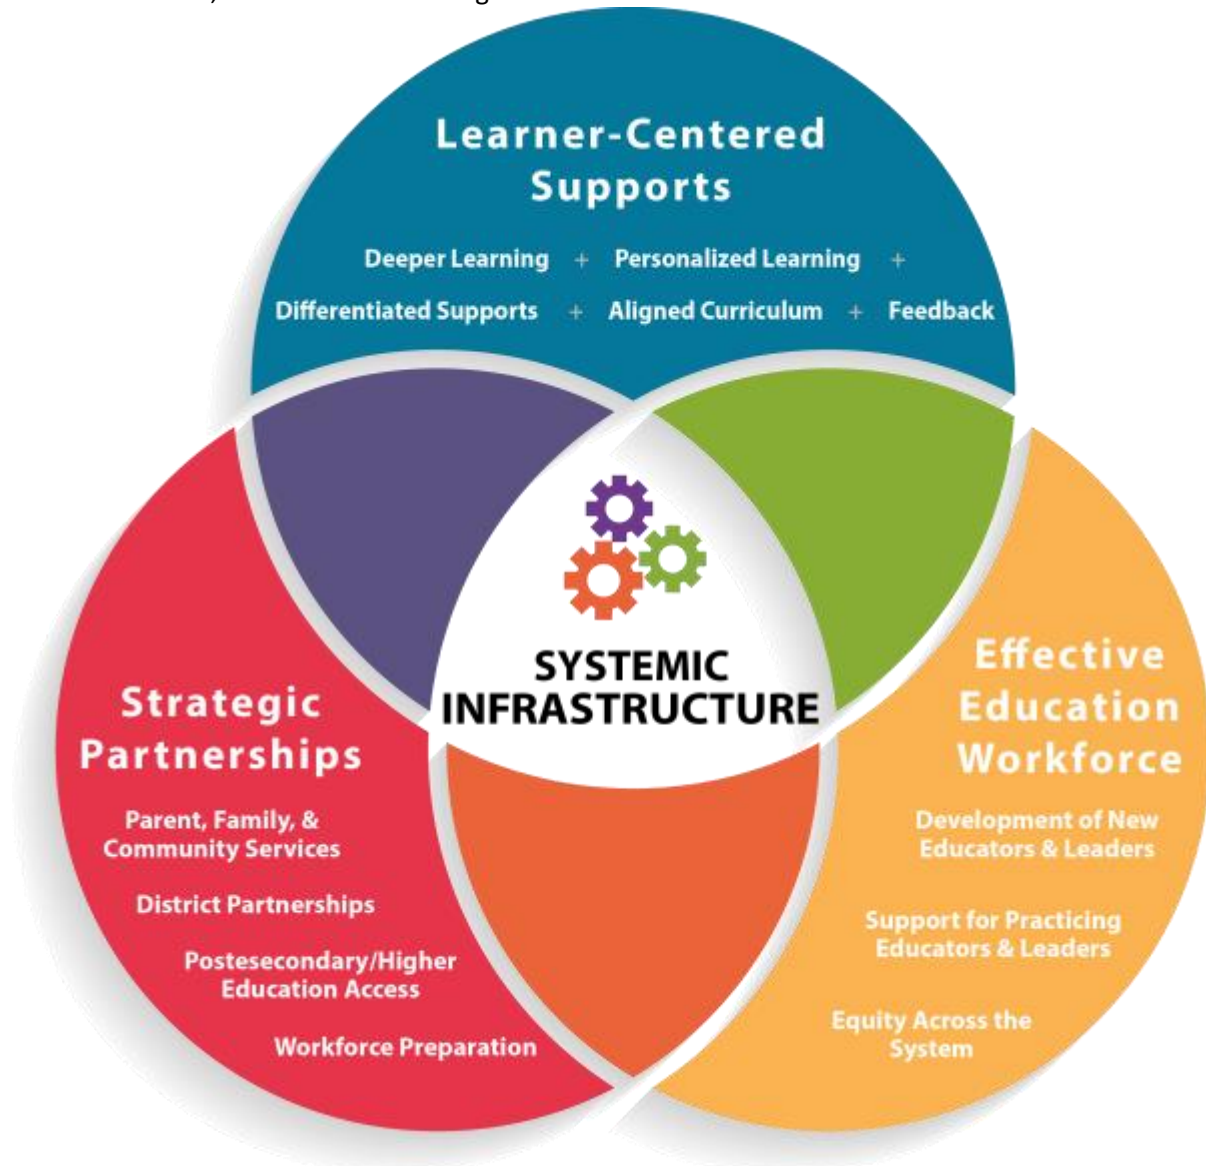 Learner-Centered
Supports
Deeper Learning + Personalized Learning +
Differentiated Supports + Aligned Curriculum + Feedback
SYSTEMIC
INFRASTRUCTURE
Strategic
Partnerships
Parent, Family, &
Community Services
District Partnerships
Postesecondary/Higher
Education Access
Workforce Preparation
Effective
Education
Workforce
Development of New
Educators & Leaders
Support for Practicing
Educators & Leaders
Equity Across the
System